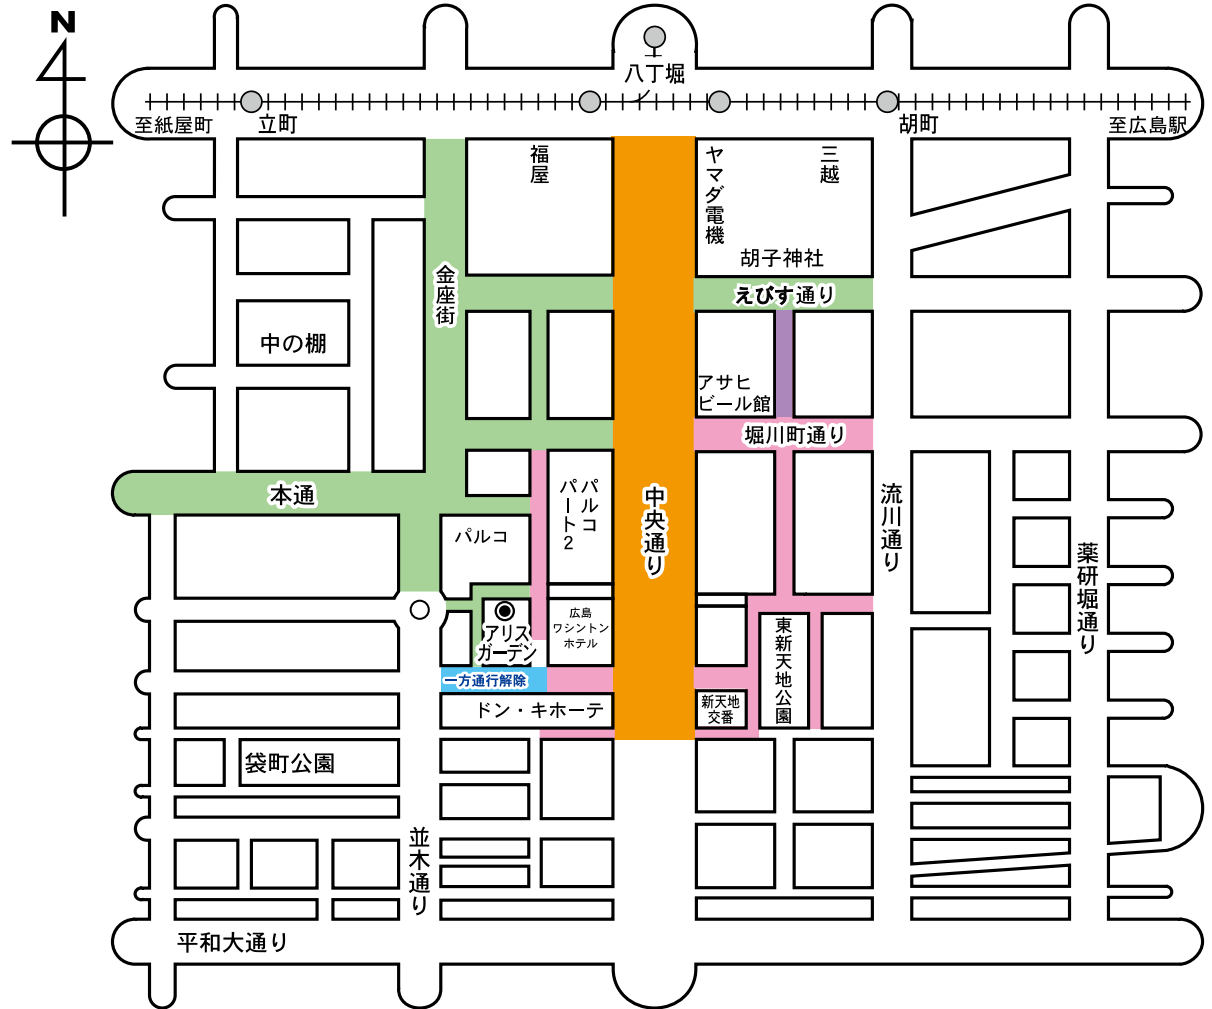 N
八丁堀
至紙屋町
立町
胡町
至広島駅
福屋
ヤマダ電機
三越
胡子神社
金座街
えびす通り
中の棚
アサヒ
ビール館
堀川町通り
本通
パルコ
パルコ
パート2
中央通り
流川通り
薬研堀通り
アリス
ガーデン
広島
ワシントン
ホテル
東新天地公園
一方通行解除
新天地
交番
ドン・キホーテ
袋町公園
並木通り
平和大通り